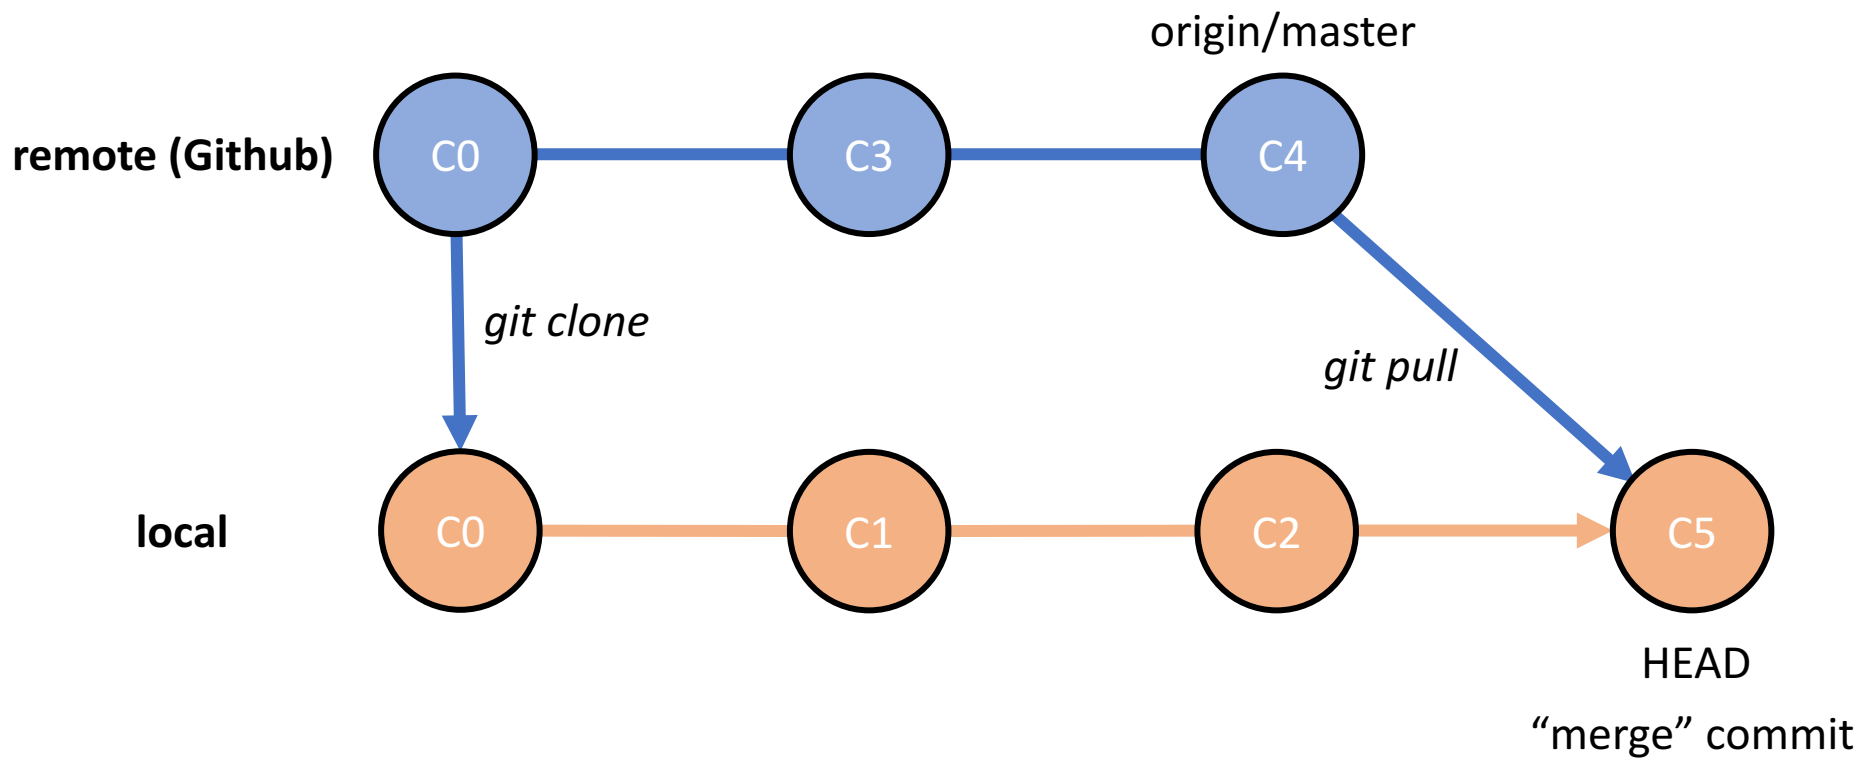 origin/master
remote (Github)
C0
C3
C4
git clone
git pull
local
C0
C1
C2
C5
HEAD
“merge” commit